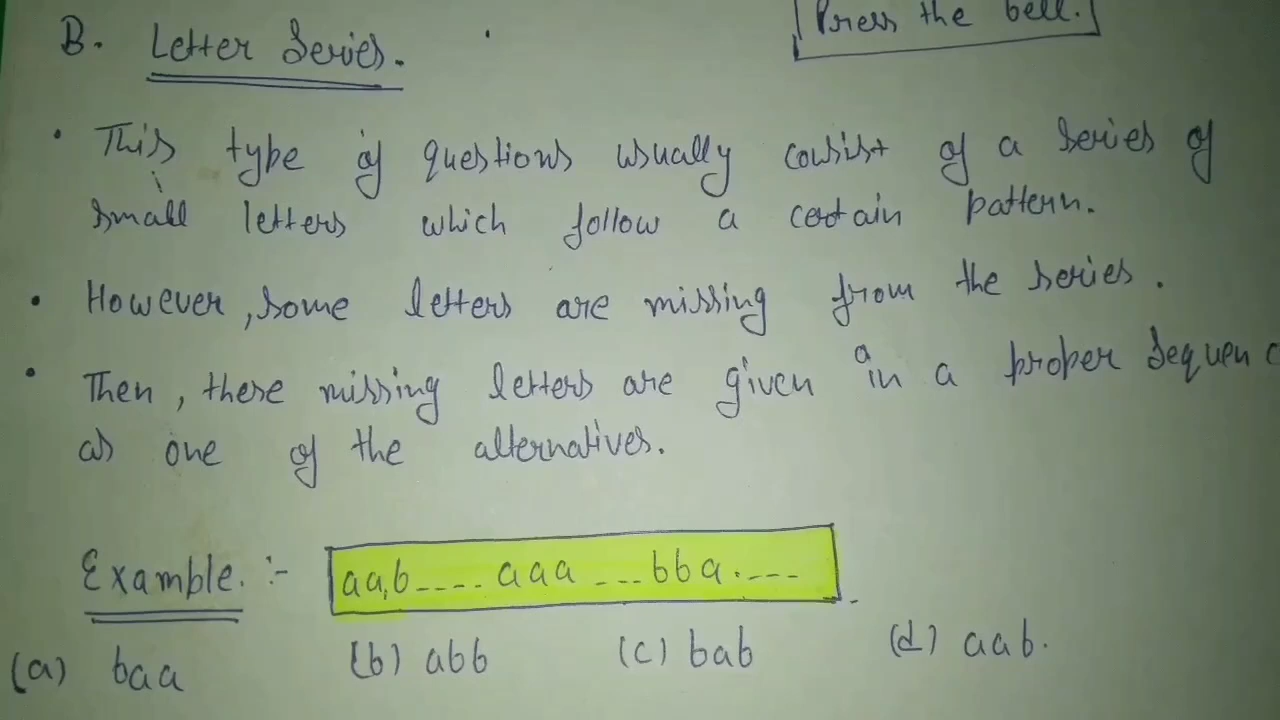 [Press the bell.]
B. Letter Series.
• This type of questions usually consist of a series of
small letters which follow a certain pattern.
• However, some letters are missing from the series.
• Then, these missing letters are given in a proper sequenc
as one of the alternatives.
Examble :- aab---- aaa ---bba----.
(a) baa (b) abb (c) bab (d) aab.